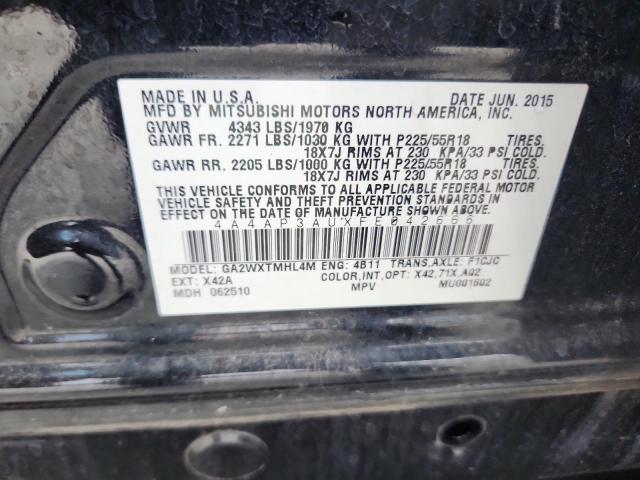 MADE IN U.S.A. DATE JUN. 2015
MFD BY MITSUBISHI MOTORS NORTH AMERICA, INC.
GVWR 4343 LBS/1970 KG
GAWR FR. 2271 LBS/1030 KG WITH P225/55R18 TIRES.
18X7J RIMS AT 230 KPA/33 PSI COLD.
GAWR RR. 2205 LBS/1000 KG WITH P225/55R18 TIRES.
18X7J RIMS AT 230 KPA/33 PSI COLD.
THIS VEHICLE CONFORMS TO ALL APPLICABLE FEDERAL MOTOR
VEHICLE SAFETY AND THEFT PREVENTION STANDARDS IN
EFFECT ON THE DATE OF MANUFACTURE SHOWN ABOVE.
4A4AP3AUXFE042666
MODEL: GA2WXTMHL4M ENG: 4B11 TRANS,AXLE: F1CJC
EXT: X42A COLOR,INT,OPT: X42,71X,A02
MDH 062510 MPV MU001602